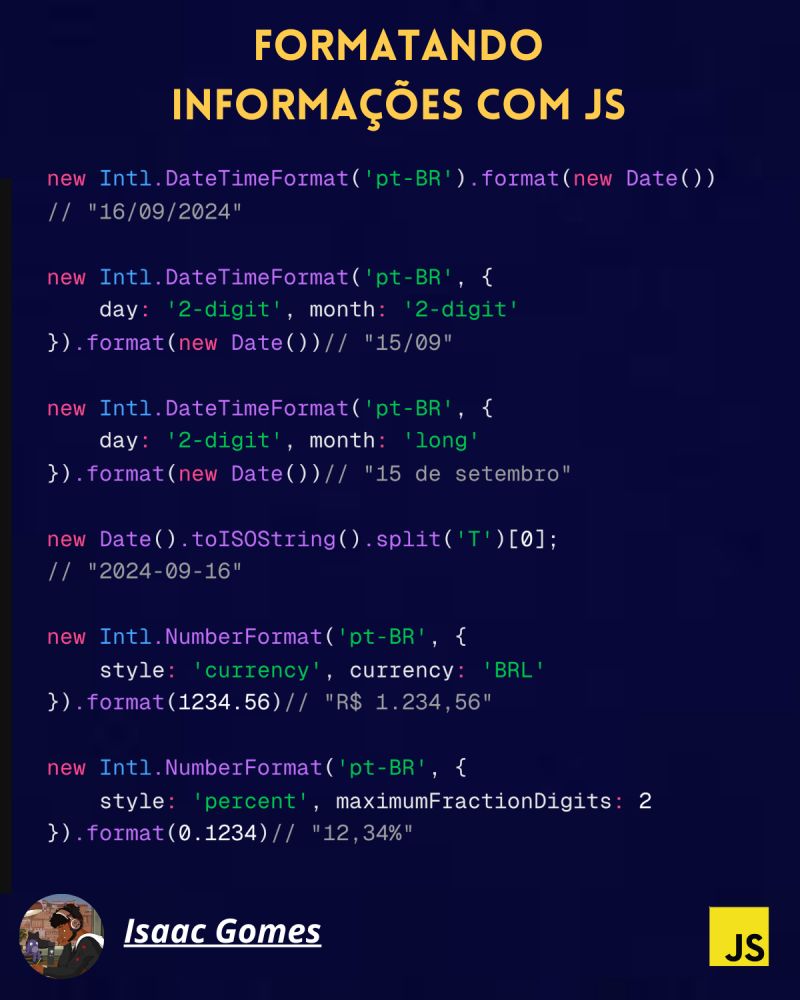 FORMATANDO
INFORMAÇÕES COM JS
new Intl.DateTimeFormat('pt-BR').format(new Date())
// "16/09/2024"
new Intl.DateTimeFormat('pt-BR', {
    day: '2-digit', month: '2-digit'
}).format(new Date())// "15/09"
new Intl.DateTimeFormat('pt-BR', {
    day: '2-digit', month: 'long'
}).format(new Date())// "15 de setembro"
new Date().toISOString().split('T')[0];
// "2024-09-16"
new Intl.NumberFormat('pt-BR', {
    style: 'currency', currency: 'BRL'
}).format(1234.56)// "R$ 1.234,56"
new Intl.NumberFormat('pt-BR', {
    style: 'percent', maximumFractionDigits: 2
}).format(0.1234)// "12,34%"
Isaac Gomes
JS